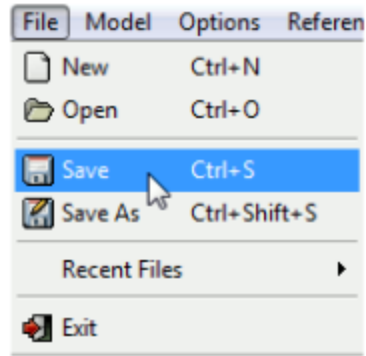 File Model Options Referen
New Ctrl+N
Open Ctrl+O
Save Ctrl+S
Save As Ctrl+Shift+S
Recent Files
Exit